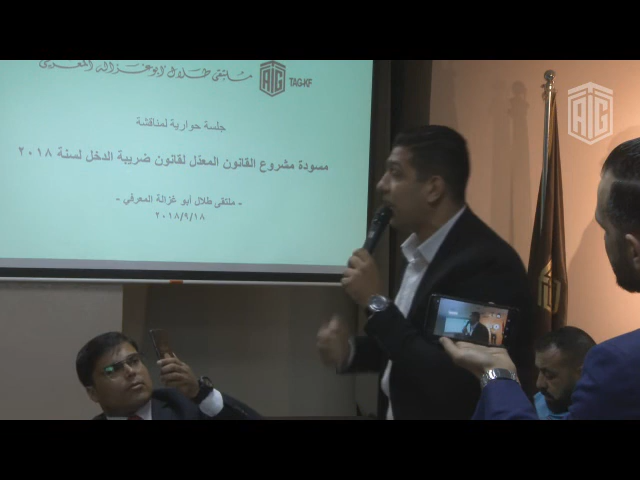 ملتقى طلال أبوغزاله المعرفي
TAG-KF
جلسة حوارية لمناقشة
مسودة مشروع القانون المعدّل لقانون ضريبة الدخل لسنة ٢٠١٨
- ملتقى طلال أبو غزالة المعرفي -
٢٠١٨/٩/١٨